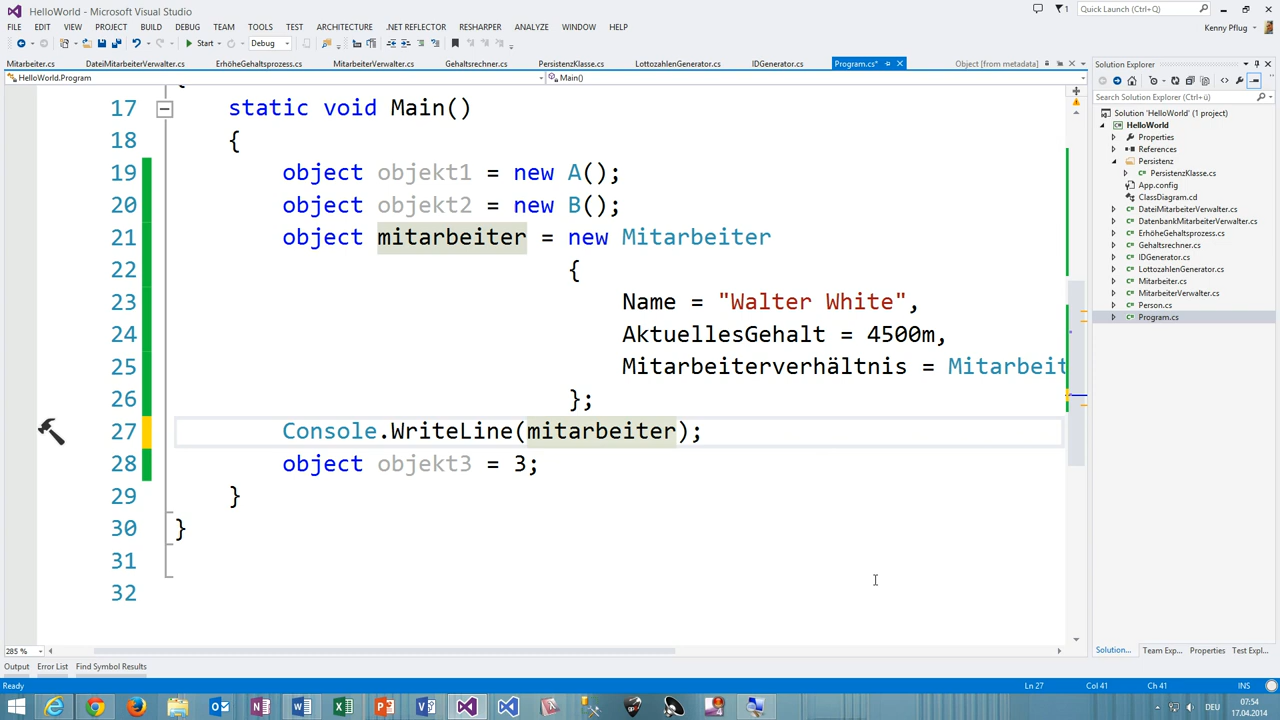 HelloWorld - Microsoft Visual Studio
Quick Launch (Ctrl+Q)
FILE EDIT VIEW PROJECT BUILD DEBUG TEAM TOOLS TEST ARCHITECTURE .NET REFLECTOR RESHARPER ANALYZE WINDOW HELP
Kenny Pflug
Start Debug
Mitarbeiter.cs DateiMitarbeiterVerwalter.cs ErhöheGehaltsprozess.cs MitarbeiterVerwalter.cs Gehaltsrechner.cs PersistenzKlasse.cs LottozahlenGenerator.cs IDGenerator.cs Program.cs* Object [from metadata]
HelloWorld.Program Main()
17 static void Main()
18 {
19 object objekt1 = new A();
20 object objekt2 = new B();
21 object mitarbeiter = new Mitarbeiter
22 {
23 Name = "Walter White",
24 AktuellesGehalt = 4500m,
25 Mitarbeiterverhältnis = Mitarbeit
26 };
27 Console.WriteLine(mitarbeiter);
28 object objekt3 = 3;
29 }
30 }
31
32
285 %
Output Error List Find Symbol Results
Solution Explorer
Search Solution Explorer (Ctrl+ü)
Solution 'HelloWorld' (1 project)
HelloWorld
Properties
References
Persistenz
PersistenzKlasse.cs
App.config
ClassDiagram.cd
DateiMitarbeiterVerwalter.cs
DatenbankMitarbeiterVerwalter.cs
ErhöheGehaltsprozess.cs
Gehaltsrechner.cs
IDGenerator.cs
LottozahlenGenerator.cs
Mitarbeiter.cs
MitarbeiterVerwalter.cs
Person.cs
Program.cs
Solution... Team Exp... Properties Test Expl...
Ready Ln 27 Col 41 Ch 41 INS
DEU 07:54
17.04.2014